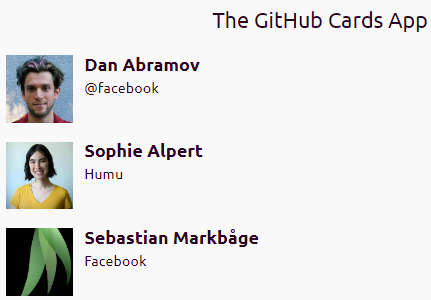 The GitHub Cards App
Dan Abramov
@facebook
Sophie Alpert
Humu
Sebastian Markbåge
Facebook